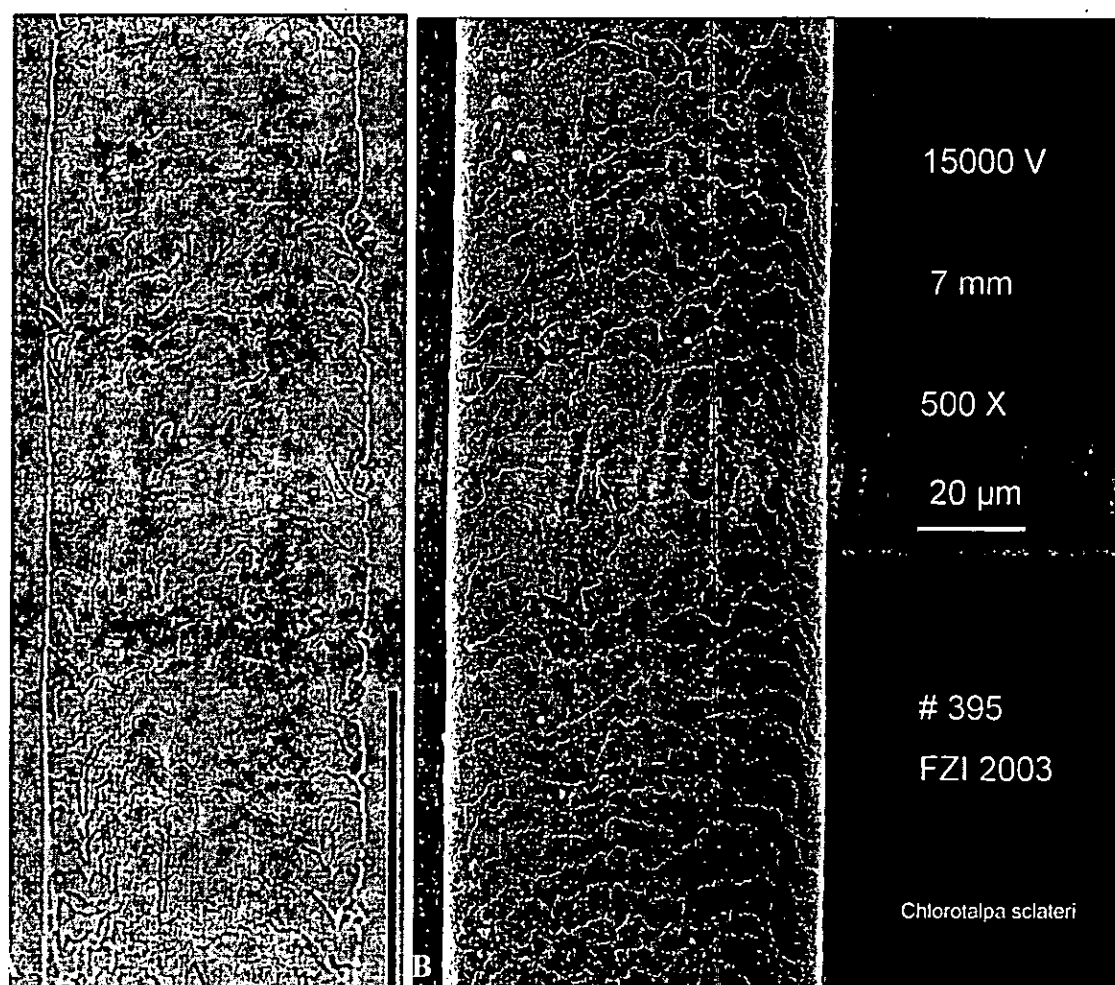 15000 V
7 mm
500 X
20 µm
# 395
FZI 2003
Chlorotalpa sclateri
B